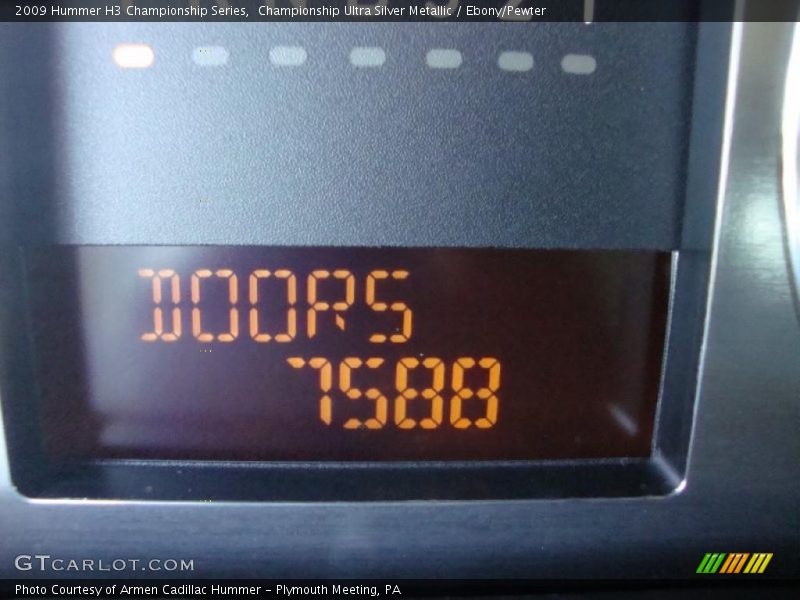 2009 Hummer H3 Championship Series,  Championship Ultra Silver Metallic / Ebony/Pewter
DOORS
7588
GTCARLOT.COM
Photo Courtesy of Armen Cadillac Hummer - Plymouth Meeting, PA